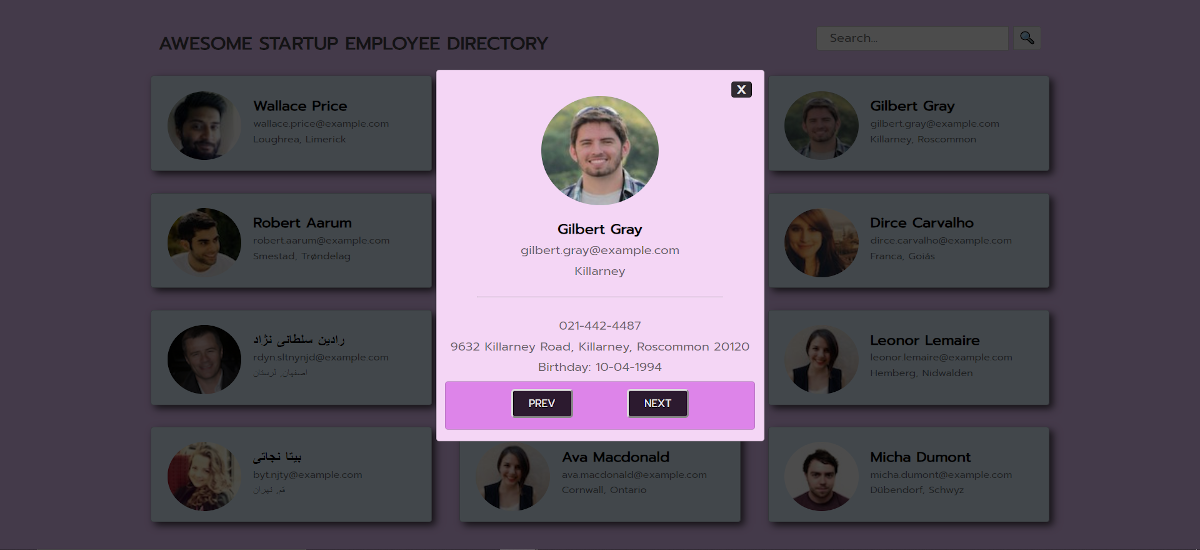 AWESOME STARTUP EMPLOYEE DIRECTORY
Search...
X
Wallace Price
wallace.price@example.com
Loughrea, Limerick
Gilbert Gray
gilbert.gray@example.com
Killarney, Roscommon
Gilbert Gray
gilbert.gray@example.com
Killarney
021-442-4487
9632 Killarney Road, Killarney, Roscommon 20120
Birthday: 10-04-1994
PREV
NEXT
Robert Aarum
robert.aarum@example.com
Smestad, Trøndelag
Dirce Carvalho
dirce.carvalho@example.com
Franca, Goiás
رادین سلطانی نژاد
rdyn.sltnynjd@example.com
اصفهان, لرستان
Leonor Lemaire
leonor.lemaire@example.com
Hemberg, Nidwalden
بیتا نجاتی
byt.njty@example.com
قم, تهران
Ava Macdonald
ava.macdonald@example.com
Cornwall, Ontario
Micha Dumont
micha.dumont@example.com
Dübendorf, Schwyz